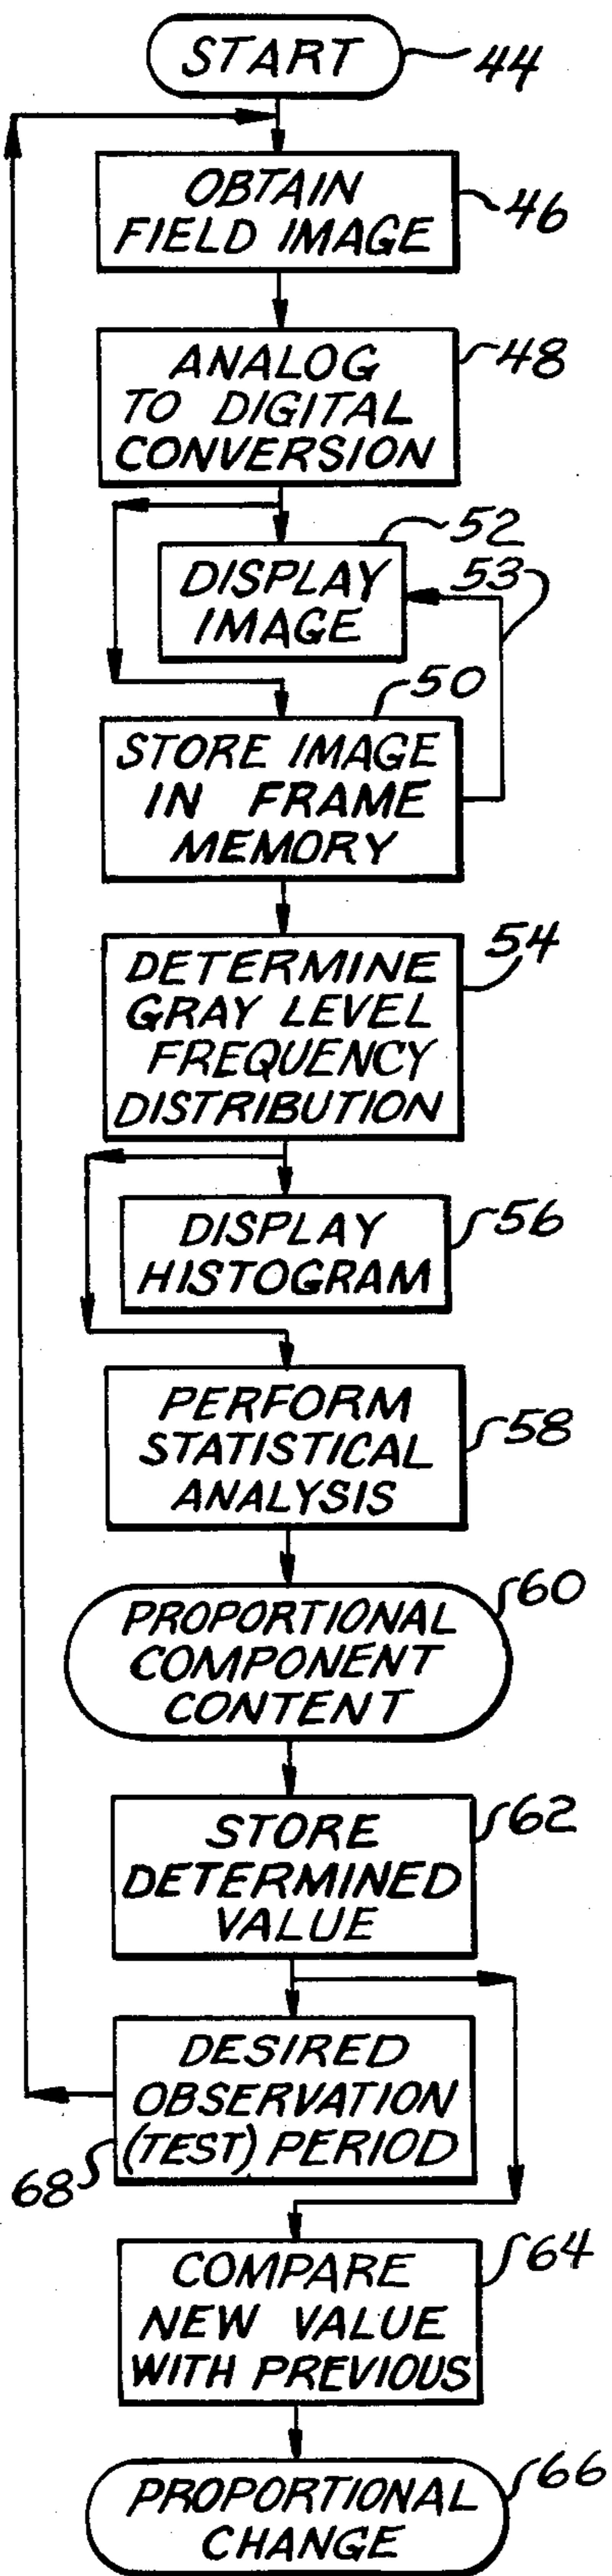 START
44
OBTAIN
FIELD IMAGE
46
ANALOG
TO DIGITAL
CONVERSION
48
52
DISPLAY
IMAGE
53
50
STORE IMAGE
IN FRAME
MEMORY
DETERMINE
GRAY LEVEL
FREQUENCY
DISTRIBUTION
54
DISPLAY
HISTOGRAM
56
PERFORM
STATISTICAL
ANALYSIS
58
PROPORTIONAL
COMPONENT
CONTENT
60
STORE
DETERMINED
VALUE
62
DESIRED
OBSERVATION
(TEST) PERIOD
68
COMPARE
NEW VALUE
WITH PREVIOUS
64
PROPORTIONAL
CHANGE
66